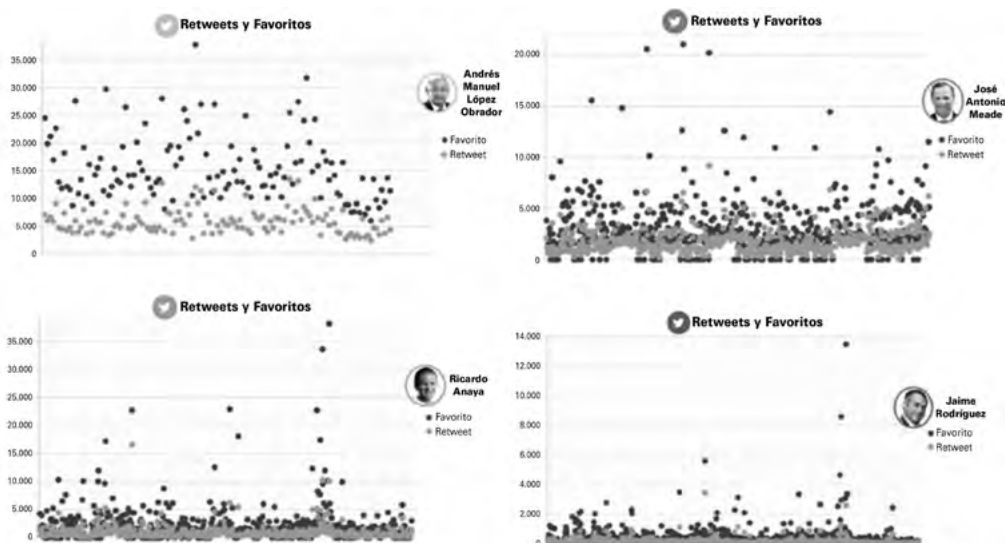 Retweets y Favoritos
35.000
30.000
25.000
20.000
15.000
10.000
5.000
0
Andrés
Manuel
López
Obrador
Favorito
Retweet
Retweets y Favoritos
20.000
15.000
10.000
5.000
0
José
Antonio
Meade
Favorito
Retweet
Retweets y Favoritos
35.000
30.000
25.000
20.000
15.000
10.000
5.000
0
Ricardo
Anaya
Favorito
Retweet
Retweets y Favoritos
14.000
12.000
10.000
8.000
6.000
4.000
2.000
0
Jaime
Rodríguez
Favorito
Retweet